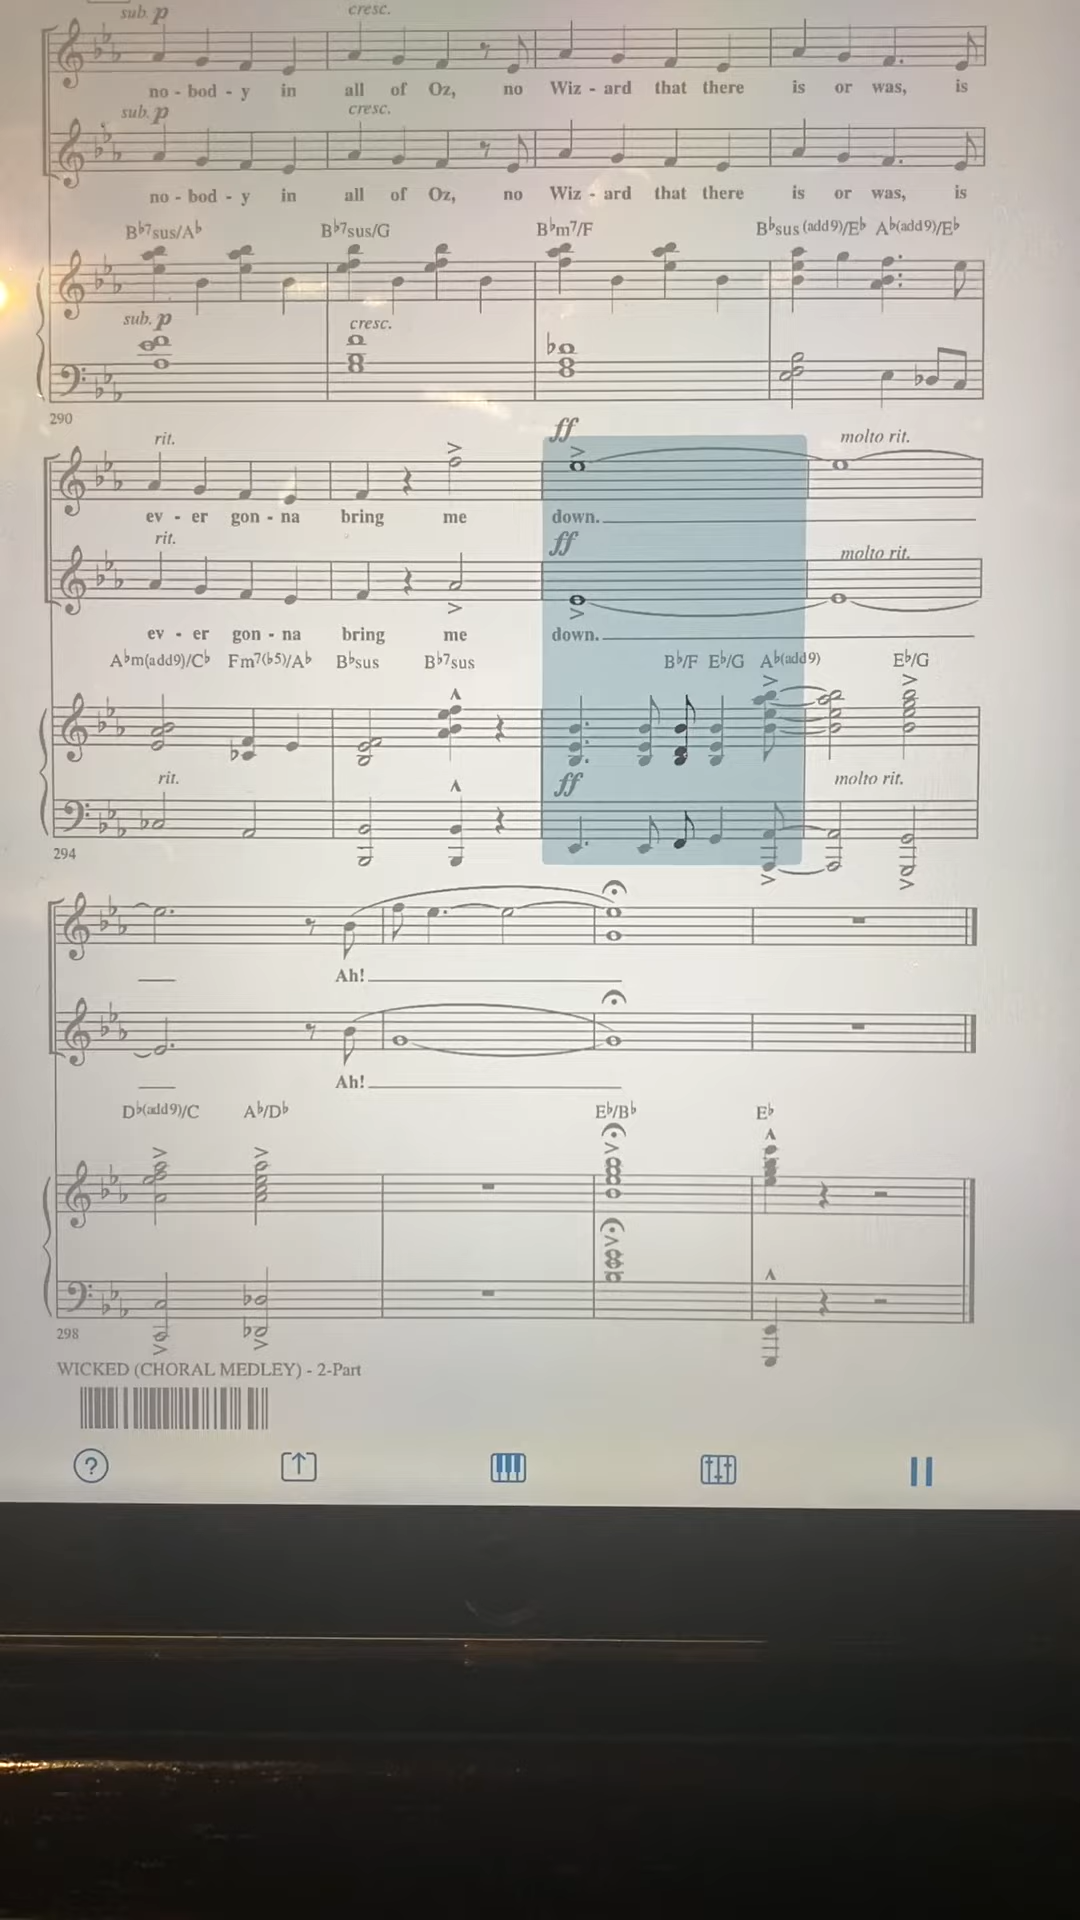 sub. p cresc.
no - bod - y in all of Oz, no Wiz - ard that there is or was, is
sub. p cresc.
no - bod - y in all of Oz, no Wiz - ard that there is or was, is
B♭7sus/A♭ B♭7sus/G B♭m7/F B♭sus (add9)/E♭ A♭(add9)/E♭
sub. p cresc.
290
rit. ff molto rit.
ev - er gon - na bring me down.
rit. ff molto rit.
ev - er gon - na bring me down.
A♭m(add9)/C♭ Fm7(♭5)/A♭ B♭sus B♭7sus B♭/F E♭/G A♭(add9) E♭/G
rit. ff molto rit.
294
Ah!
Ah!
D♭(add9)/C A♭/D♭ E♭/B♭ E♭
298
WICKED (CHORAL MEDLEY) - 2-Part
?